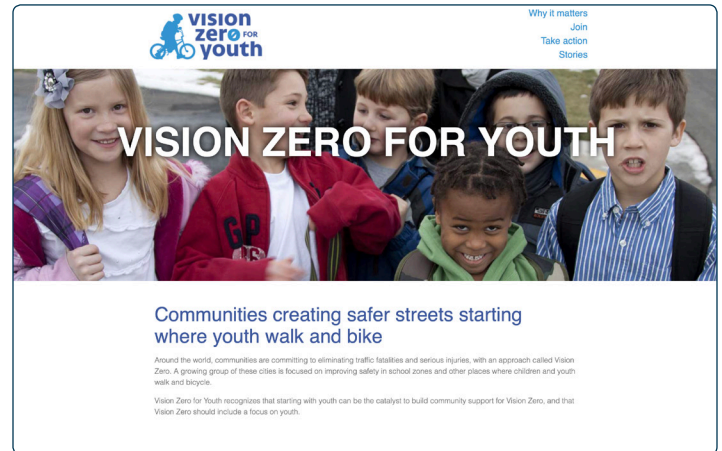 vision
zero FOR
youth
Why it matters
Join
Take action
Stories
VISION ZERO FOR YOUTH
GAP
Communities creating safer streets starting
where youth walk and bike
Around the world, communities are committing to eliminating traffic fatalities and serious injuries, with an approach called Vision
Zero. A growing group of these cities is focused on improving safety in school zones and other places where children and youth
walk and bicycle.
Vision Zero for Youth recognizes that starting with youth can be the catalyst to build community support for Vision Zero, and that
Vision Zero should include a focus on youth.